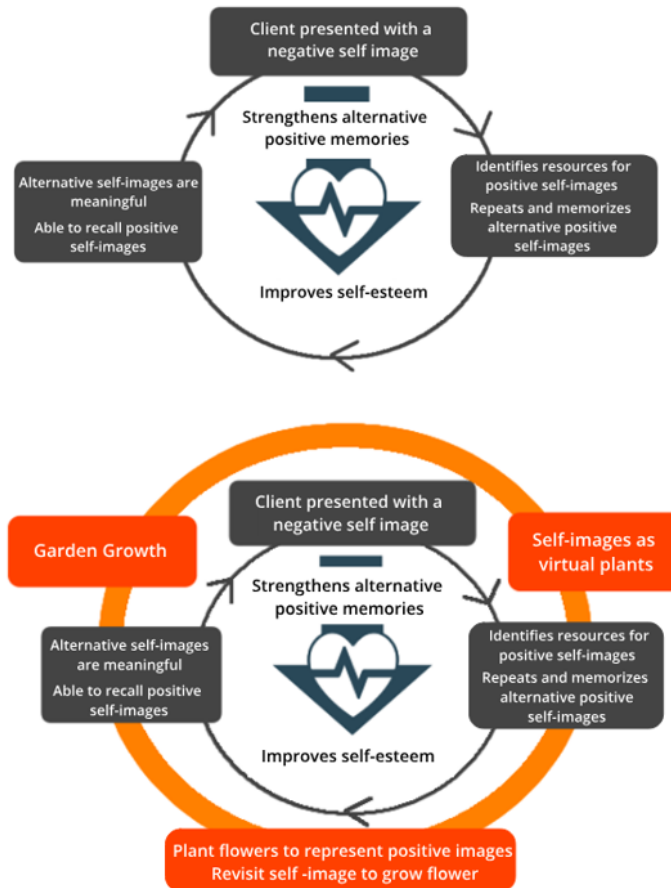 Client presented with a
negative self image
Strengthens alternative
positive memories
Alternative self-images are
meaningful
Able to recall positive
self-images
Identifies resources for
positive self-images
Repeats and memorizes
alternative positive
self-images
Improves self-esteem
Client presented with a
negative self image
Garden Growth
Self-images as
virtual plants
Strengthens alternative
positive memories
Alternative self-images
are meaningful
Able to recall positive
self-images
Identifies resources for
positive self-images
Repeats and memorizes
alternative positive
self-images
Improves self-esteem
Plant flowers to represent positive images
Revisit self -image to grow flower